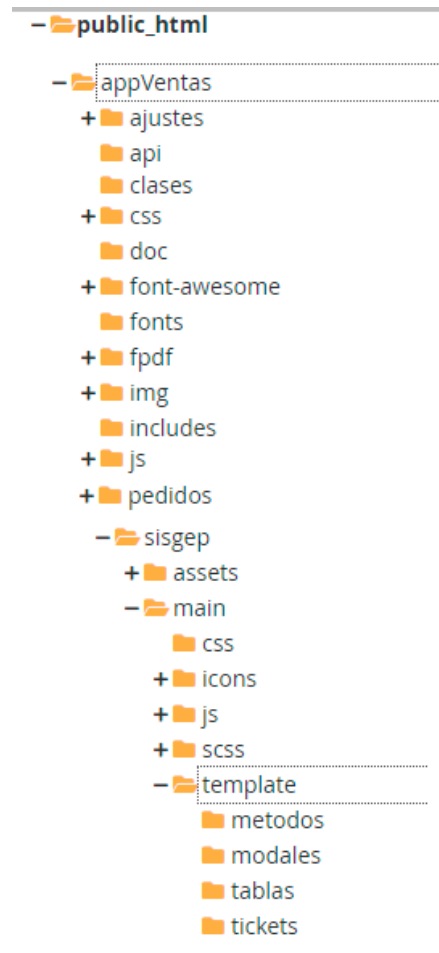 public_html
appVentas
ajustes
api
clases
css
doc
font-awesome
fonts
fpdf
img
includes
js
pedidos
sisgep
assets
main
css
icons
js
scss
template
metodos
modales
tablas
tickets